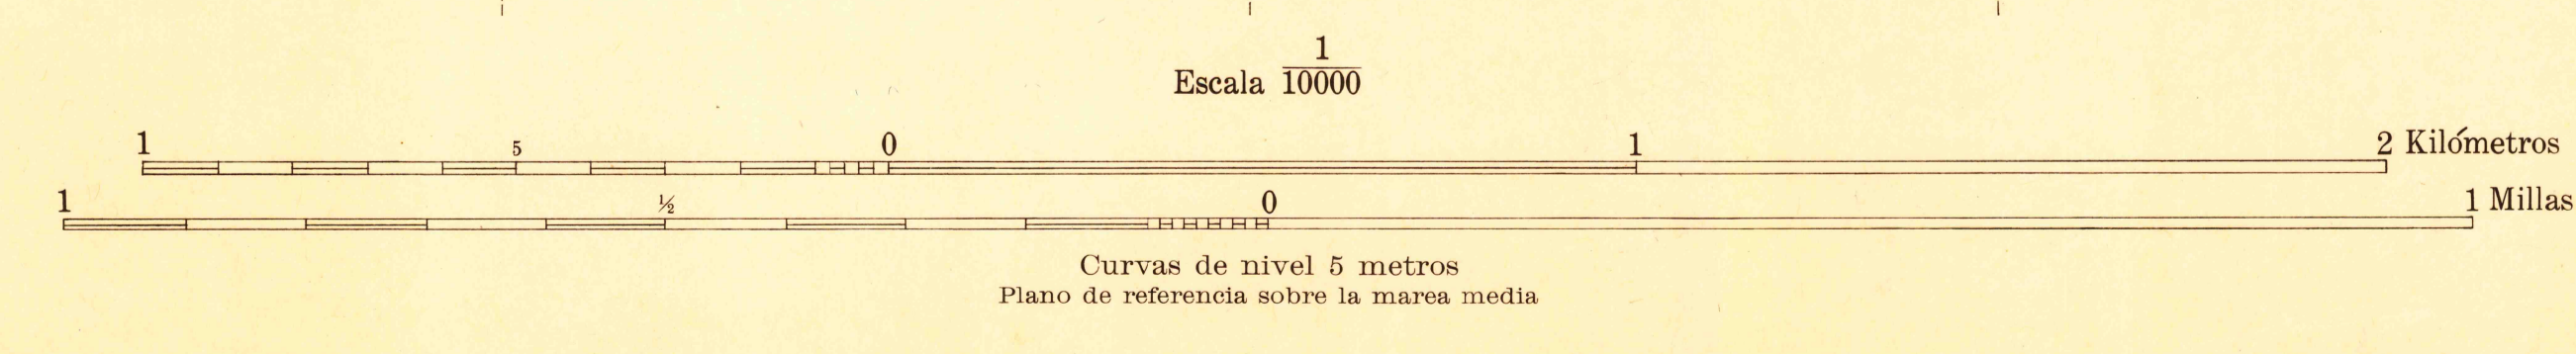 Escala 1/10000
1 5 0 1 2 Kilómetros
1 ½ 0 1 Millas
Curvas de nivel 5 metros
Plano de referencia sobre la marea media